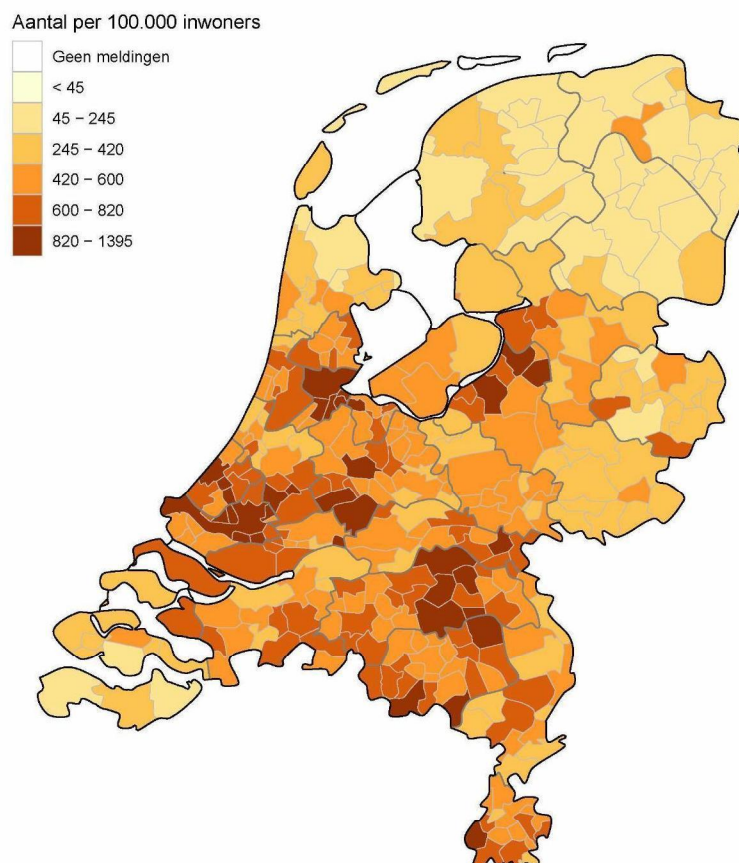 Aantal per 100.000 inwoners
Geen meldingen
< 45
45 − 245
245 − 420
420 − 600
600 − 820
820 − 1395